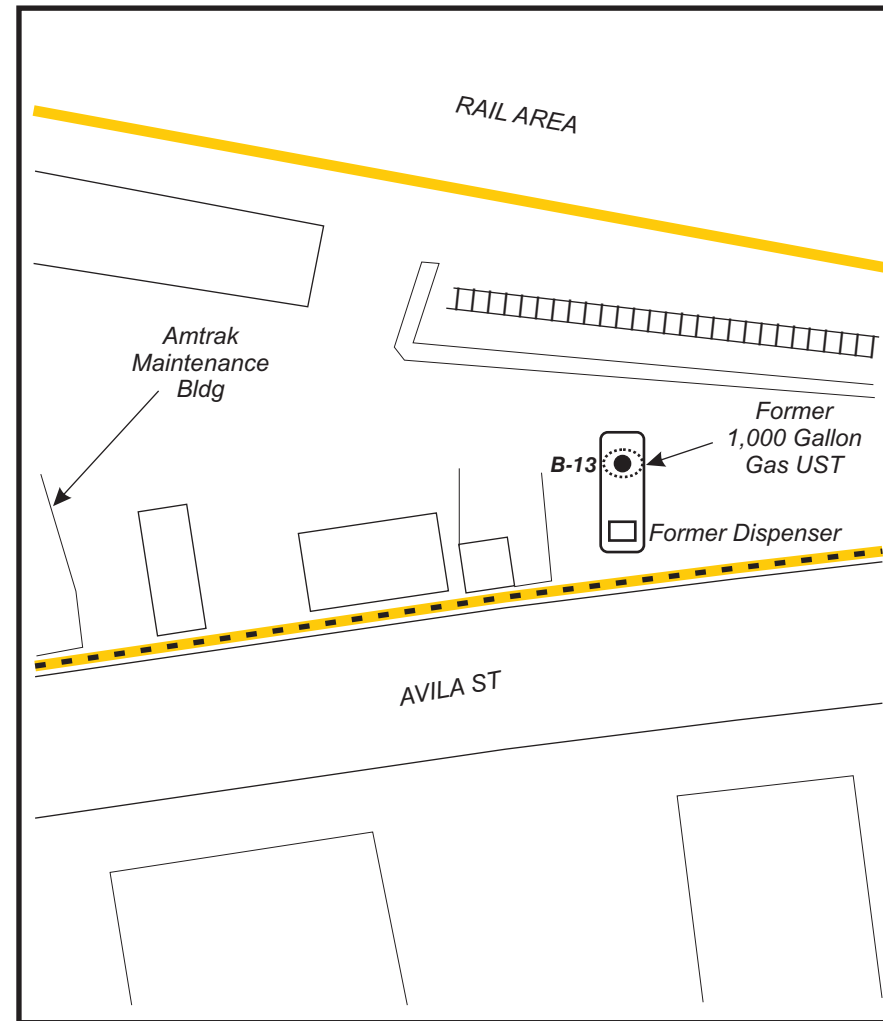 RAIL AREA
Amtrak
Maintenance
Bldg
Former
1,000 Gallon
Gas UST
B-13
Former Dispenser
AVILA ST